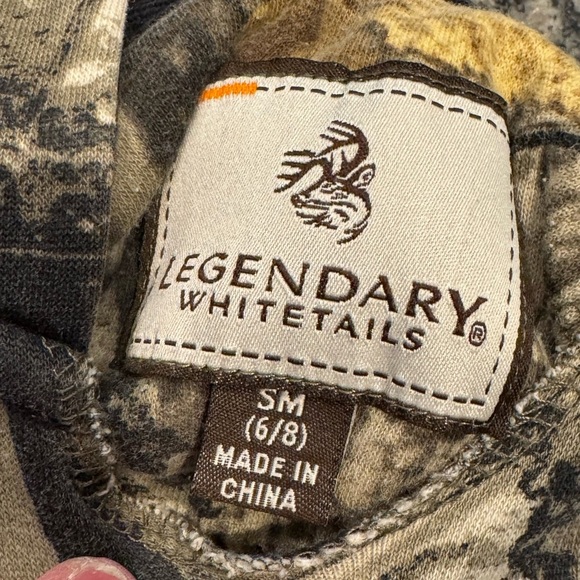 LEGENDARY
WHITETAILS®
SM
(6/8)
MADE IN
CHINA